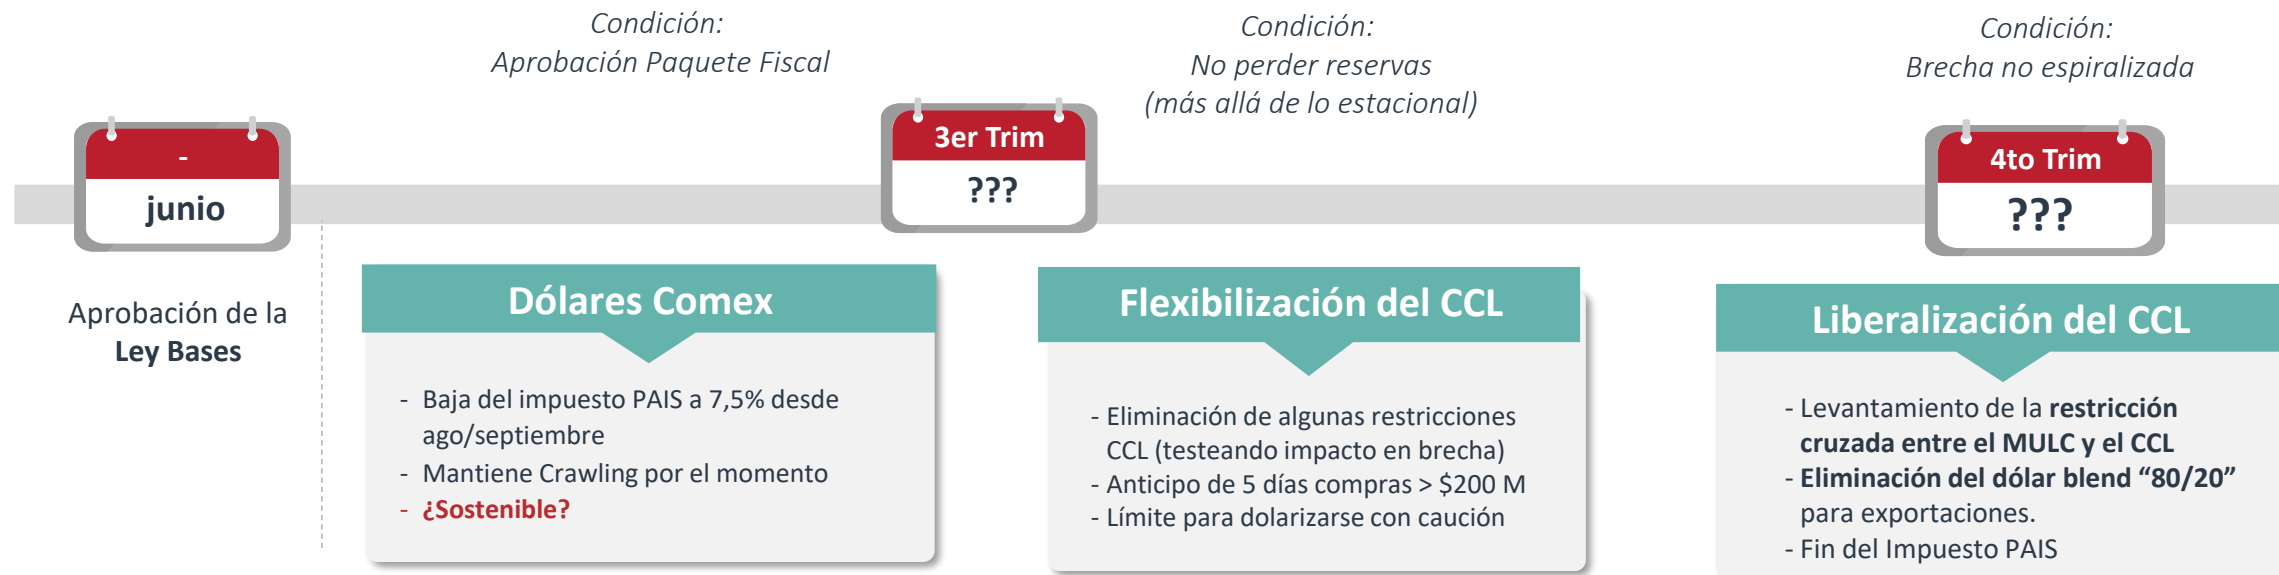 Condición:
Aprobación Paquete Fiscal
Condición:
No perder reservas
(más allá de lo estacional)
Condición:
Brecha no espiralizada
-
junio
3er Trim
???
4to Trim
???
Aprobación de la
Ley Bases
Dólares Comex
- Baja del impuesto PAIS a 7,5% desde
ago/septiembre
- Mantiene Crawling por el momento
- ¿Sostenible?
Flexibilización del CCL
- Eliminación de algunas restricciones
CCL (testeando impacto en brecha)
- Anticipo de 5 días compras > $200 M
- Límite para dolarizarse con caución
Liberalización del CCL
- Levantamiento de la restricción
cruzada entre el MULC y el CCL
- Eliminación del dólar blend “80/20”
para exportaciones.
- Fin del Impuesto PAIS